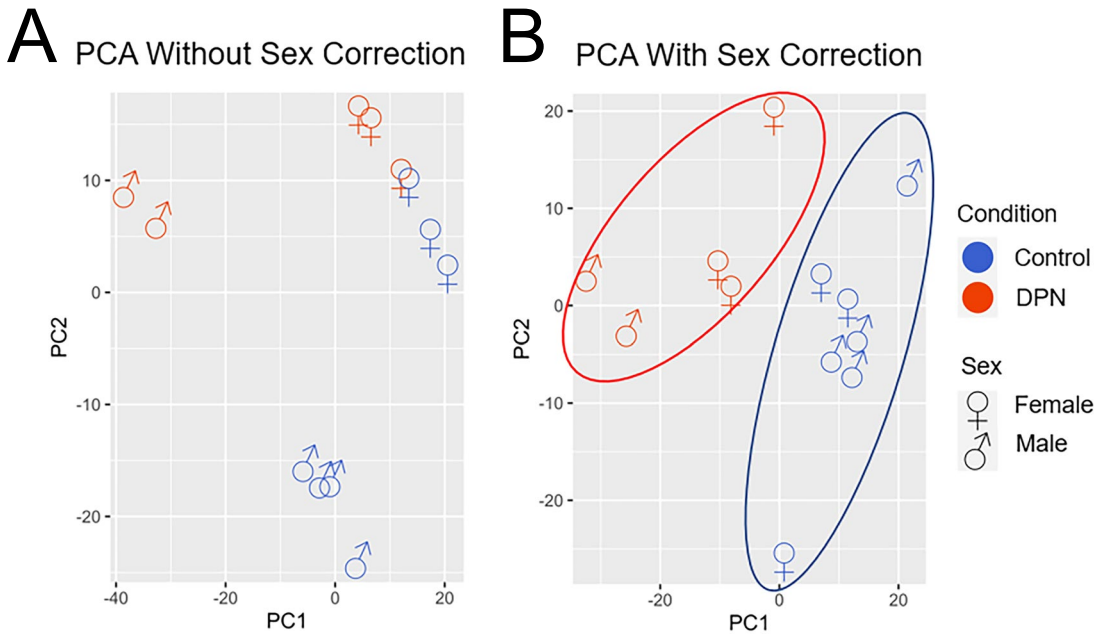 A
PCA Without Sex Correction
10
0
-10
-20
PC2
-40
-20
0
20
PC1
B
PCA With Sex Correction
20
10
0
-10
-20
PC2
-20
0
20
PC1
Condition
Control
DPN
Sex
Female
Male